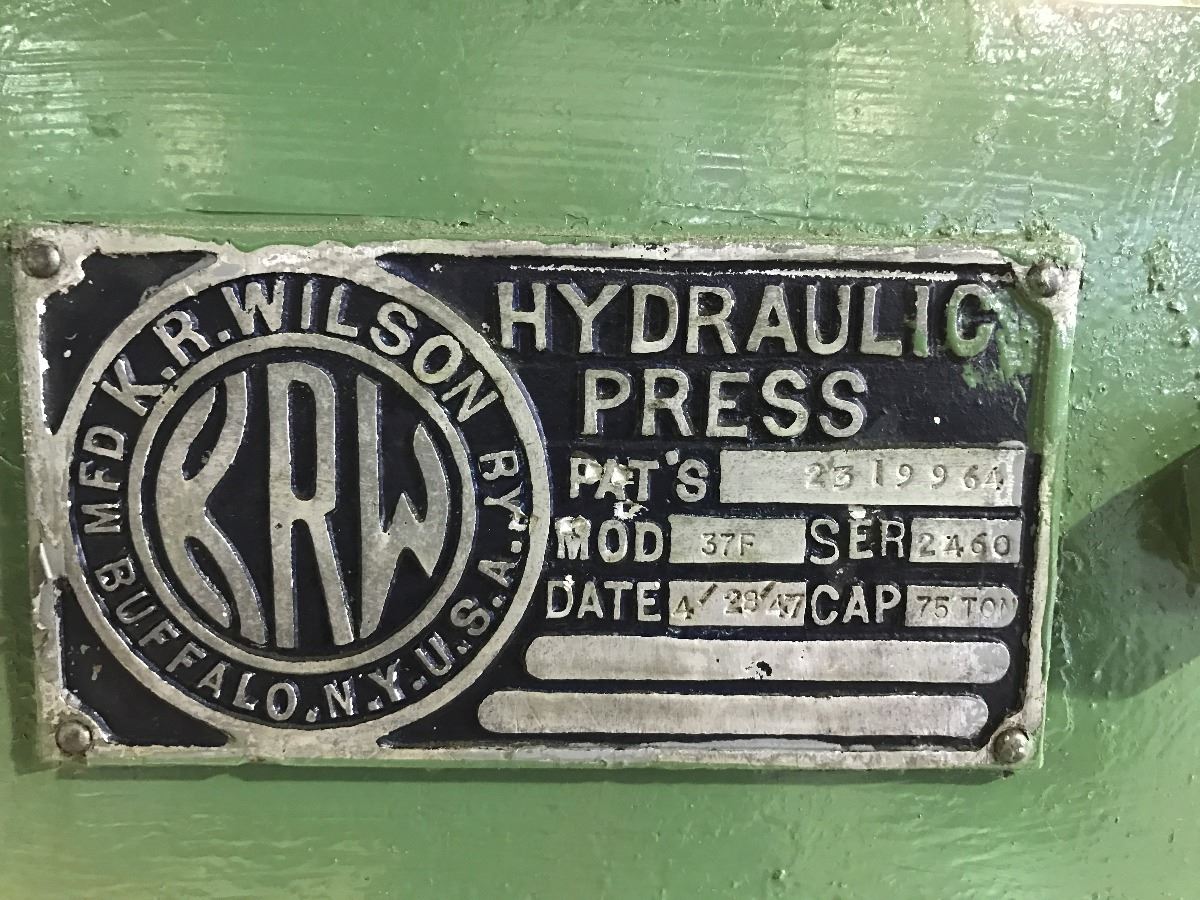 MFD BY K.R.WILSON
BUFFALO.N.Y.U.S.A.
KRW
HYDRAULIC
PRESS
PAT'S 2319964
MOD 37F SER 2460
DATE 4/28/47 CAP 75 TON